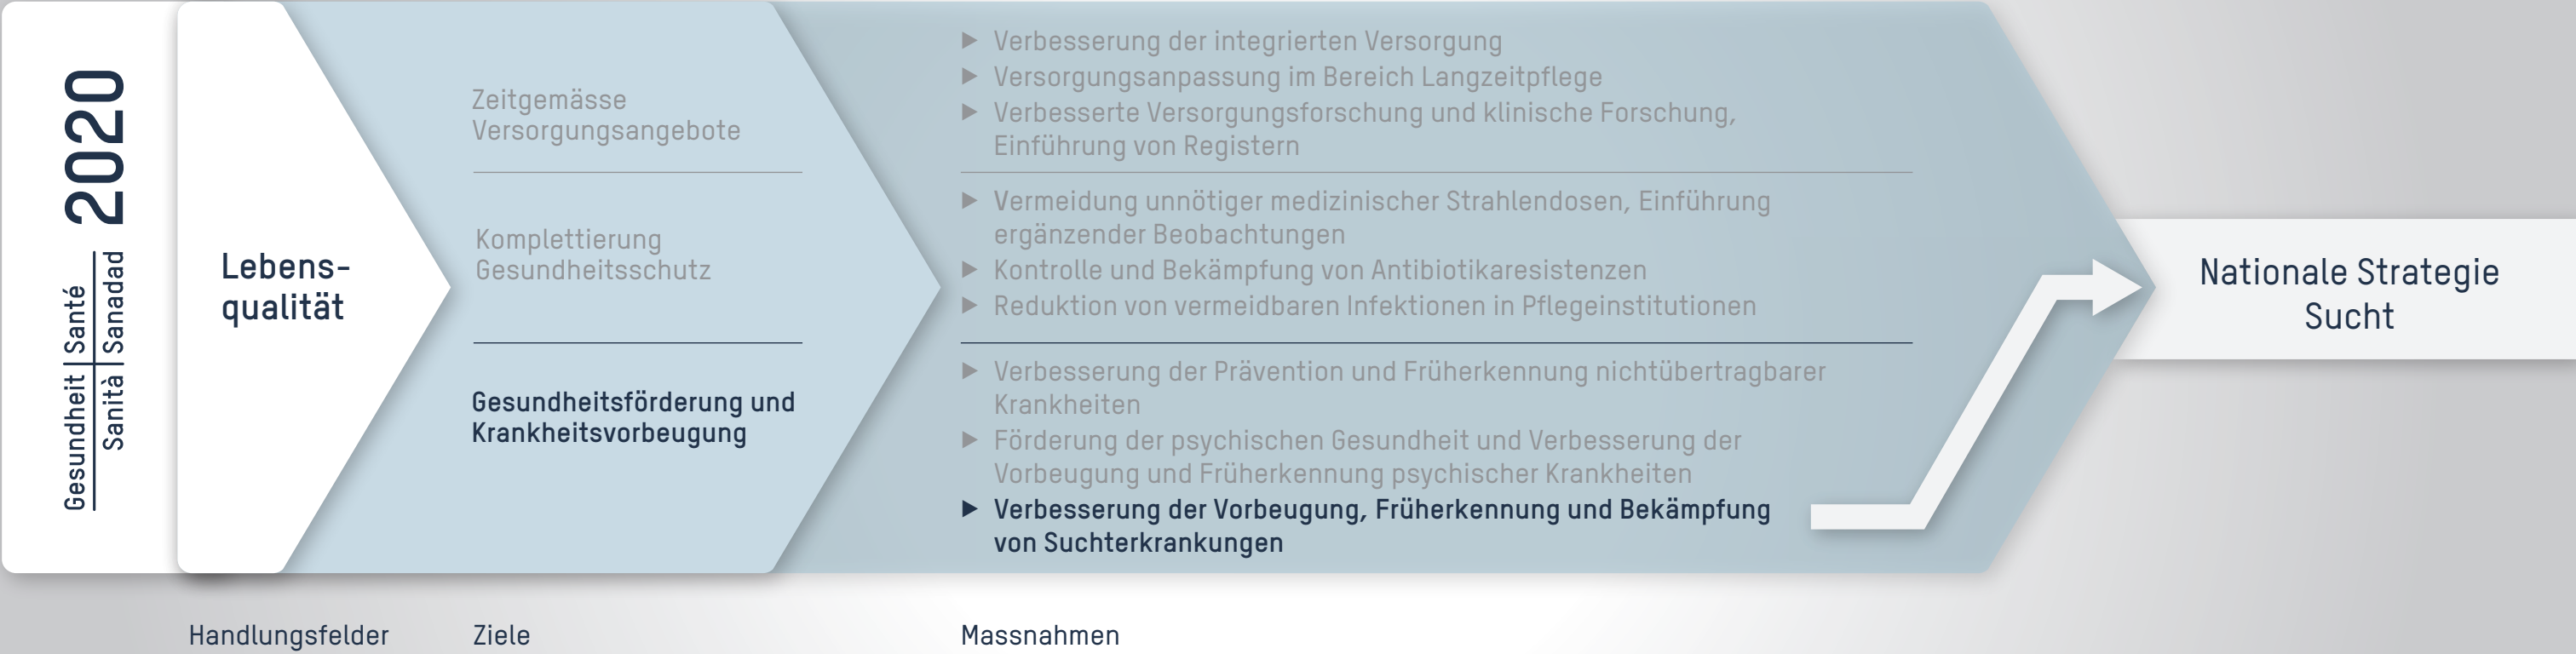 Gesundheit Santé
Sanità Sanadad
2020
Lebens-
qualität
Zeitgemässe
Versorgungsangebote
Komplettierung
Gesundheitsschutz
Gesundheitsförderung und
Krankheitsvorbeugung
▶ Verbesserung der integrierten Versorgung
▶ Versorgungsanpassung im Bereich Langzeitpflege
▶ Verbesserte Versorgungsforschung und klinische Forschung,
Einführung von Registern
▶ Vermeidung unnötiger medizinischer Strahlendosen, Einführung
ergänzender Beobachtungen
▶ Kontrolle und Bekämpfung von Antibiotikaresistenzen
▶ Reduktion von vermeidbaren Infektionen in Pflegeinstitutionen
▶ Verbesserung der Prävention und Früherkennung nichtübertragbarer
Krankheiten
▶ Förderung der psychischen Gesundheit und Verbesserung der
Vorbeugung und Früherkennung psychischer Krankheiten
▶ Verbesserung der Vorbeugung, Früherkennung und Bekämpfung
von Suchterkrankungen
Nationale Strategie
Sucht
Handlungsfelder
Ziele
Massnahmen